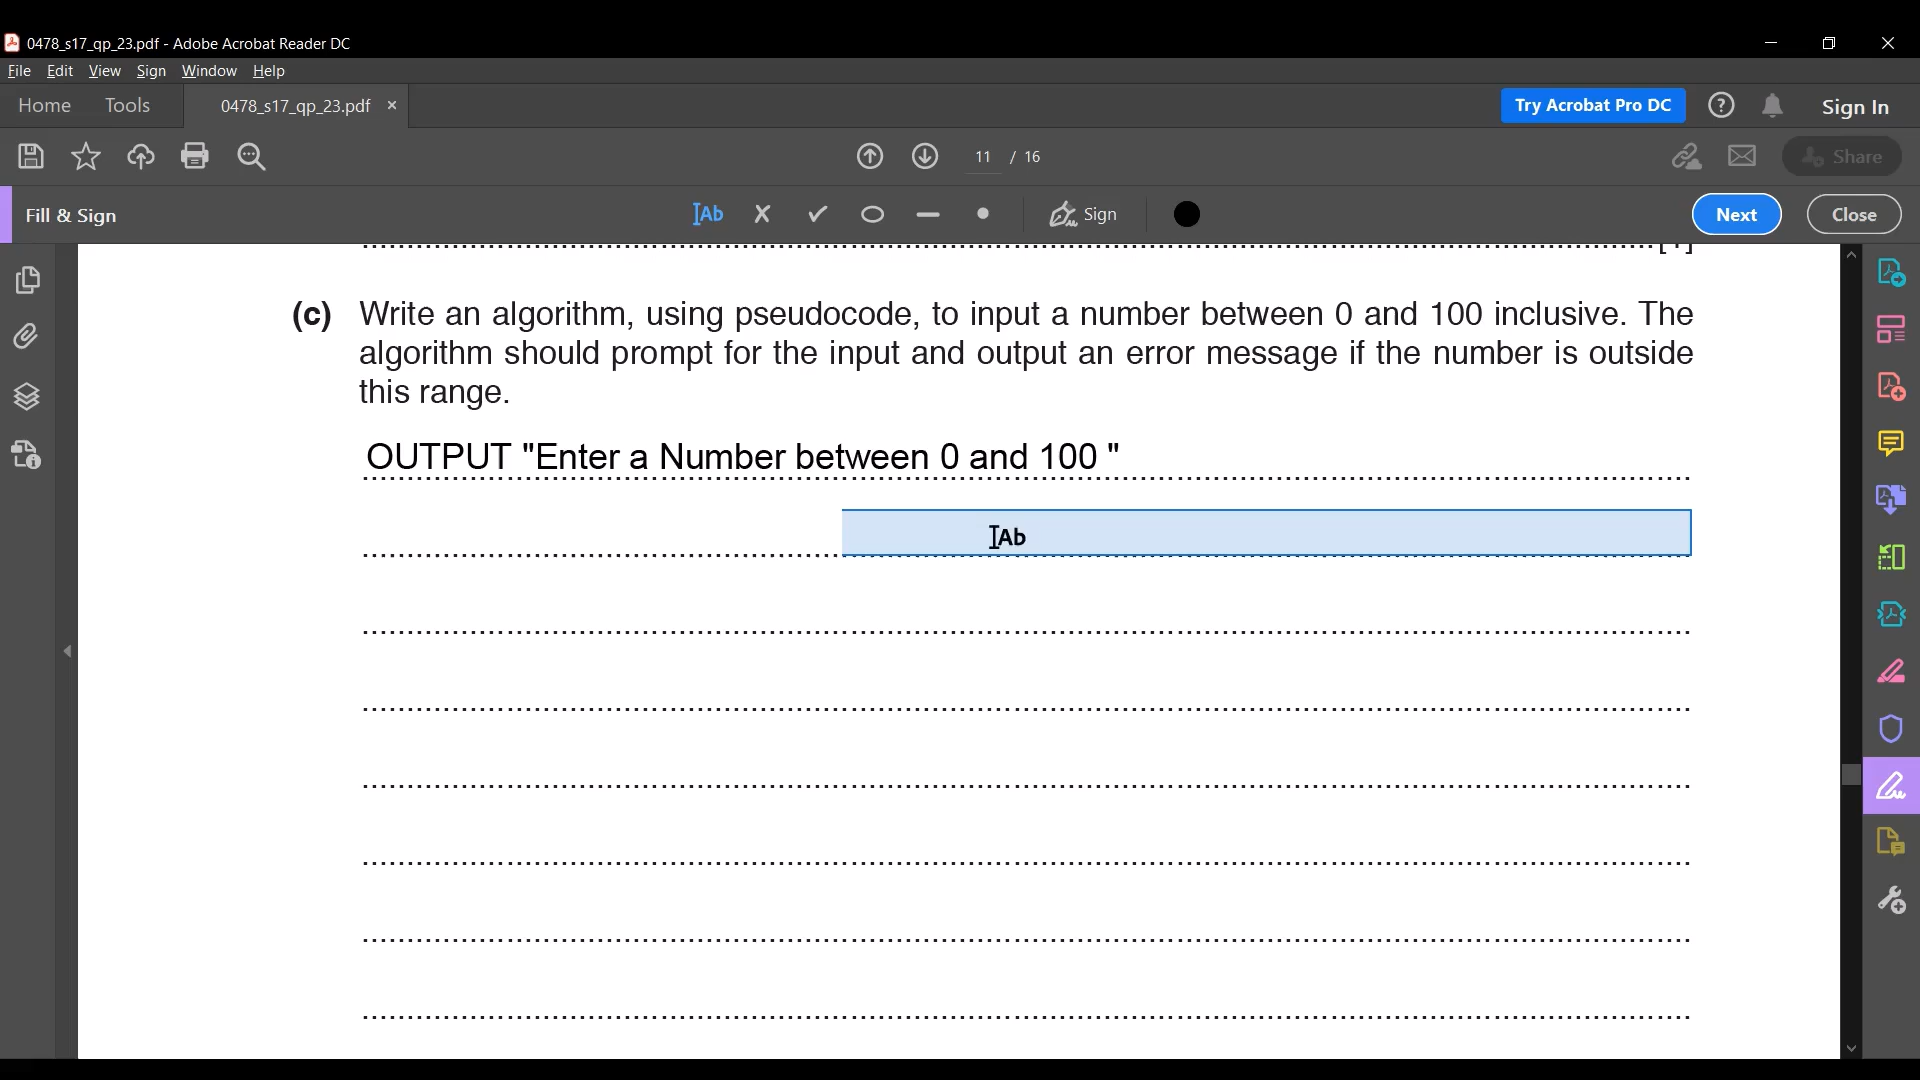 0478_s17_qp_23.pdf - Adobe Acrobat Reader DC
File Edit View Sign Window Help
Home Tools 0478_s17_qp_23.pdf × Try Acrobat Pro DC ? Sign In
11 / 16 Share
Fill & Sign Ab Sign Next Close
(c) Write an algorithm, using pseudocode, to input a number between 0 and 100 inclusive. The
algorithm should prompt for the input and output an error message if the number is outside
this range.
OUTPUT "Enter a Number between 0 and 100 "
Ab